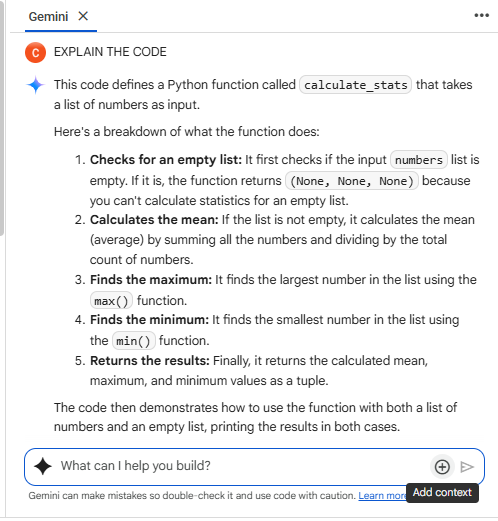 Gemini
C EXPLAIN THE CODE
This code defines a Python function called calculate_stats that takes
a list of numbers as input.
Here's a breakdown of what the function does:
1. Checks for an empty list: It first checks if the input numbers list is
empty. If it is, the function returns (None, None, None) because
you can't calculate statistics for an empty list.
2. Calculates the mean: If the list is not empty, it calculates the mean
(average) by summing all the numbers and dividing by the total
count of numbers.
3. Finds the maximum: It finds the largest number in the list using the
max() function.
4. Finds the minimum: It finds the smallest number in the list using
the min() function.
5. Returns the results: Finally, it returns the calculated mean,
maximum, and minimum values as a tuple.
The code then demonstrates how to use the function with both a list of
numbers and an empty list, printing the results in both cases.
What can I help you build?
Gemini can make mistakes so double-check it and use code with caution. Learn mor
Add context